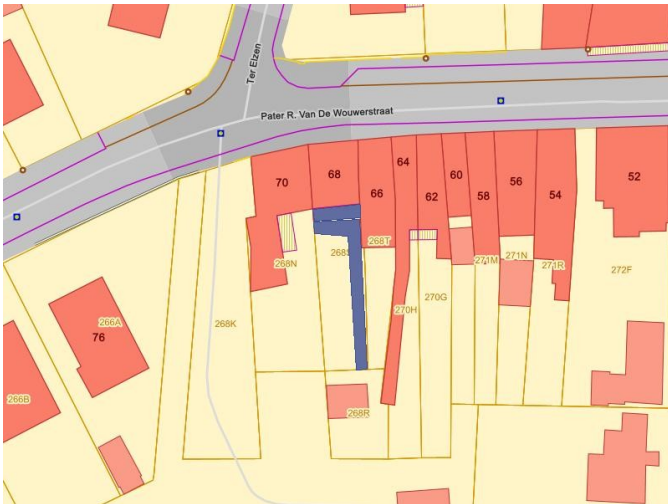 Ter Elzen
Pater R. Van De Wouwerstraat
64
68
60
52
70
66
62
58
56
54
268T
268S
271M
271N
271R
268N
272F
270G
270H
266A
268K
76
266B
268R